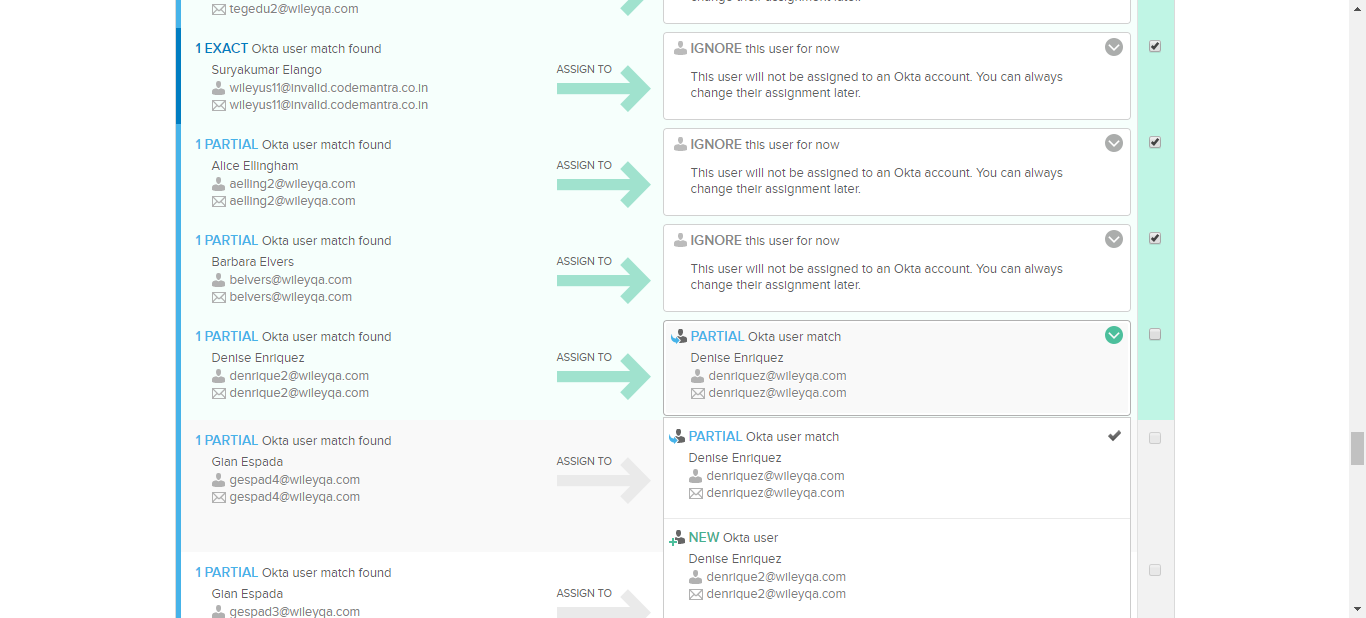 tegedu2@wileyqa.com
change their assignment later.
1 EXACT Okta user match found
Suryakumar Elango
wileyus11@invalid.codemantra.co.in
wileyus11@invalid.codemantra.co.in
ASSIGN TO
IGNORE this user for now
This user will not be assigned to an Okta account. You can always
change their assignment later.
1 PARTIAL Okta user match found
Alice Ellingham
aelling2@wileyqa.com
aelling2@wileyqa.com
ASSIGN TO
IGNORE this user for now
This user will not be assigned to an Okta account. You can always
change their assignment later.
1 PARTIAL Okta user match found
Barbara Elvers
belvers@wileyqa.com
belvers@wileyqa.com
ASSIGN TO
IGNORE this user for now
This user will not be assigned to an Okta account. You can always
change their assignment later.
1 PARTIAL Okta user match found
Denise Enriquez
denrique2@wileyqa.com
denrique2@wileyqa.com
ASSIGN TO
PARTIAL Okta user match
Denise Enriquez
denriquez@wileyqa.com
denriquez@wileyqa.com
1 PARTIAL Okta user match found
Gian Espada
gespad4@wileyqa.com
gespad4@wileyqa.com
ASSIGN TO
PARTIAL Okta user match
Denise Enriquez
denriquez@wileyqa.com
denriquez@wileyqa.com
NEW Okta user
Denise Enriquez
denrique2@wileyqa.com
denrique2@wileyqa.com
1 PARTIAL Okta user match found
Gian Espada
gespad3@wileyqa.com
ASSIGN TO